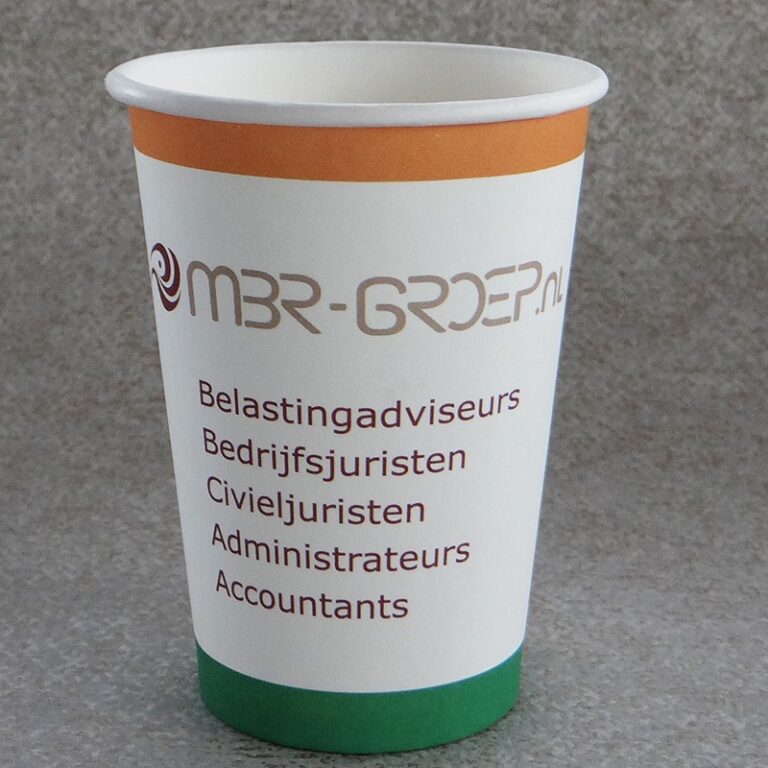 MBR-GROEP.nl
Belastingadviseurs
Bedrijfsjuristen
Civieljuristen
Administrateurs
Accountants